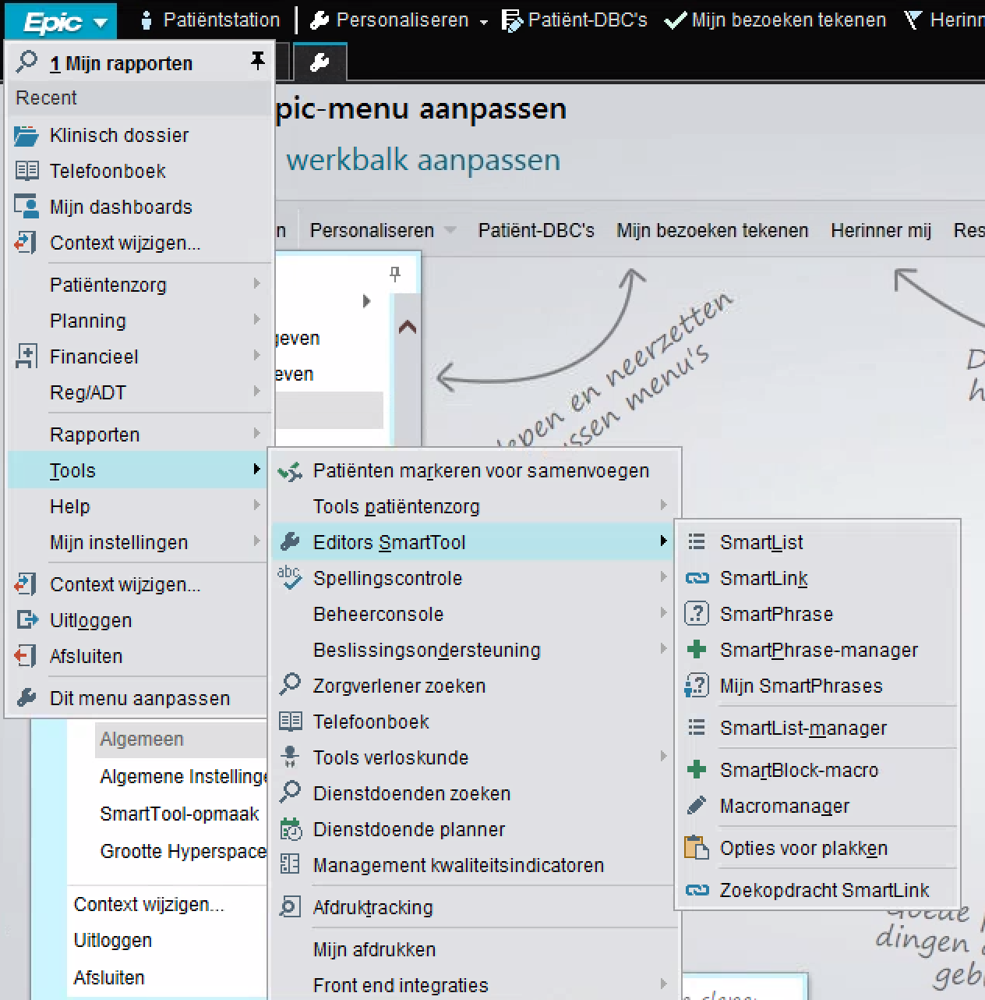 Epic
Patiëntstation
Personaliseren
Patiënt-DBC's
Mijn bezoeken tekenen
Herinn
1 Mijn rapporten
Recent
Klinisch dossier
Telefoonboek
Mijn dashboards
Context wijzigen...
Patiëntenzorg
Planning
Financieel
Reg/ADT
Rapporten
Tools
Help
Mijn instellingen
Context wijzigen...
Uitloggen
Afsluiten
Dit menu aanpassen
pic-menu aanpassen
werkbalk aanpassen
n
Personaliseren
Patiënt-DBC's
Mijn bezoeken tekenen
Herinner mij
Res
geven
even
lepen en neerzetten
ussen menu's
D
h
Patiënten markeren voor samenvoegen
Tools patiëntenzorg
Editors SmartTool
Spellingscontrole
Beheerconsole
Beslissingsondersteuning
Zorgverlener zoeken
Telefoonboek
Tools verloskunde
Dienstdoenden zoeken
Dienstdoende planner
Management kwaliteitsindicatoren
Afdruktracking
Mijn afdrukken
Front end integraties
SmartList
SmartLink
SmartPhrase
SmartPhrase-manager
Mijn SmartPhrases
SmartList-manager
SmartBlock-macro
Macromanager
Opties voor plakken
Zoekopdracht SmartLink
Algemeen
Algemene Instellinge
SmartTool-opmaak
Grootte Hyperspace
Context wijzigen...
Uitloggen
Afsluiten
Goede
dingen
geb